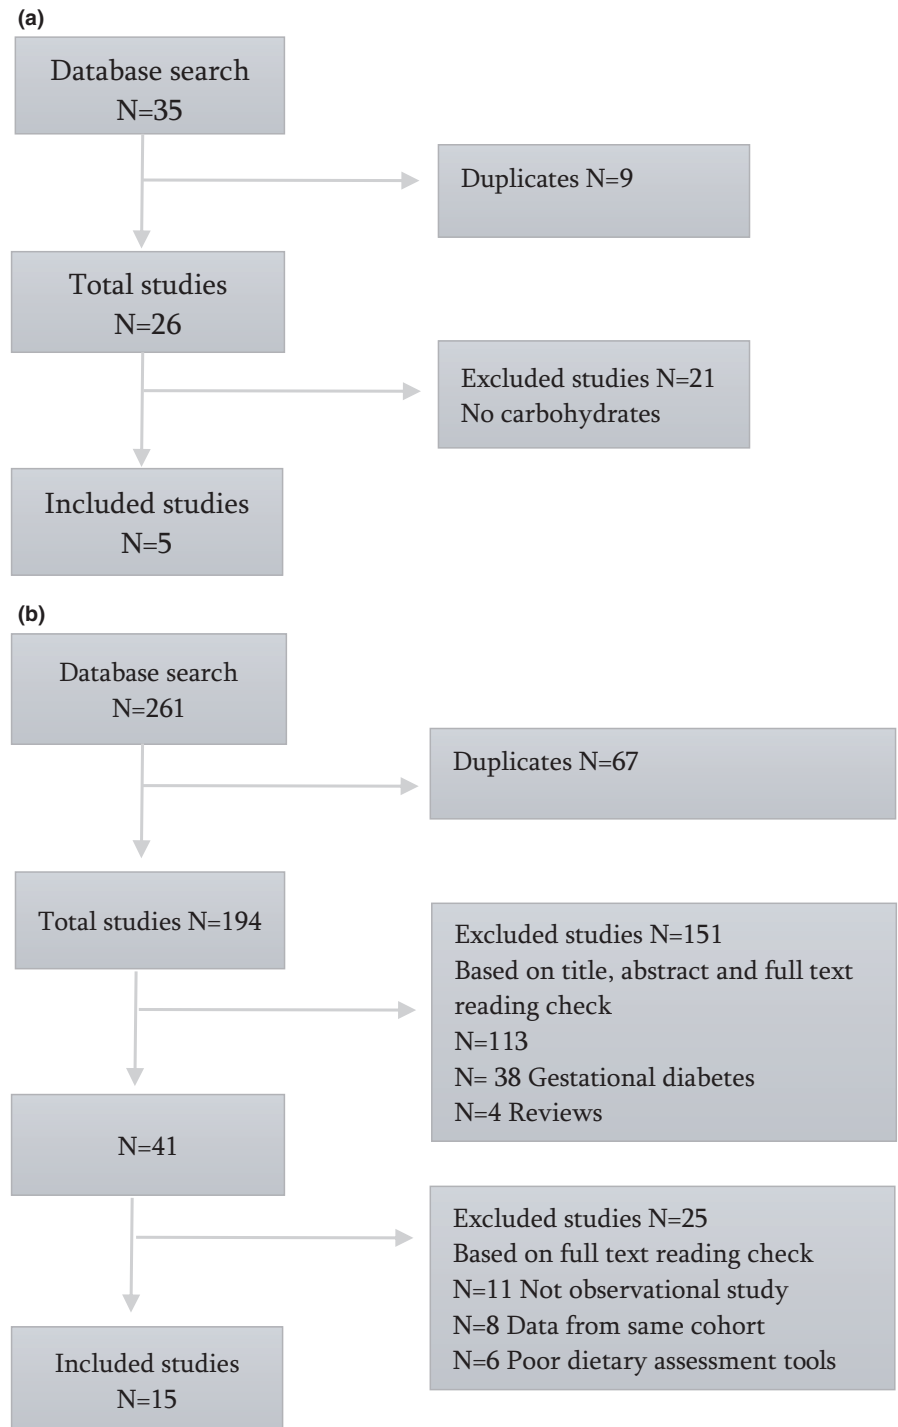 (a)
Database search
N=35
Duplicates N=9
Total studies
N=26
Excluded studies N=21
No carbohydrates
Included studies
N=5
(b)
Database search
N=261
Duplicates N=67
Total studies N=194
Excluded studies N=151
Based on title, abstract and full text
reading check
N=113
N= 38 Gestational diabetes
N=4 Reviews
N=41
Excluded studies N=25
Based on full text reading check
N=11 Not observational study
N=8 Data from same cohort
N=6 Poor dietary assessment tools
Included studies
N=15